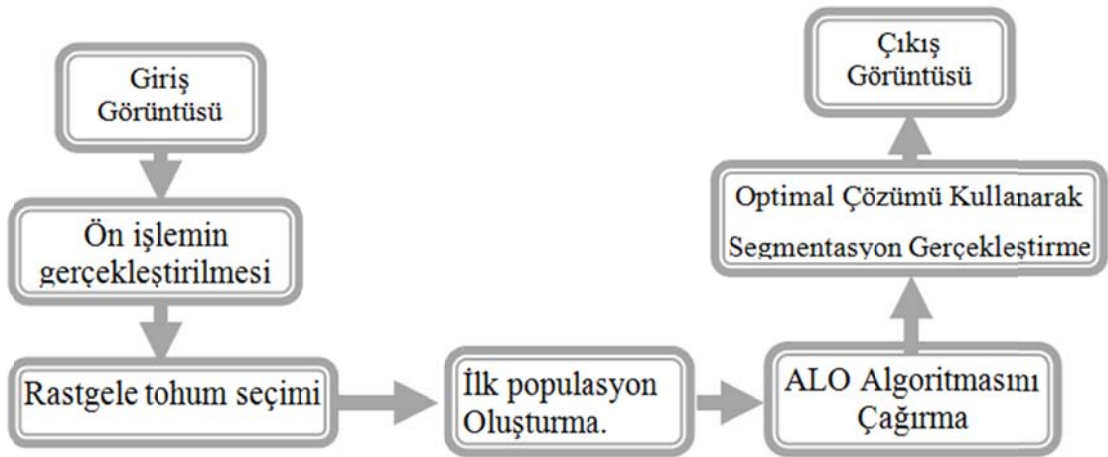 Giriş
Görüntüsü
Ön işlemin
gerçekleştirilmesi
Rastgele tohum seçimi
İlk populasyon
Oluşturma.
ALO Algoritmasını
Çağırma
Optimal Çözümü Kullanarak
Segmentasyon Gerçekleştirme
Çıkış
Görüntüsü